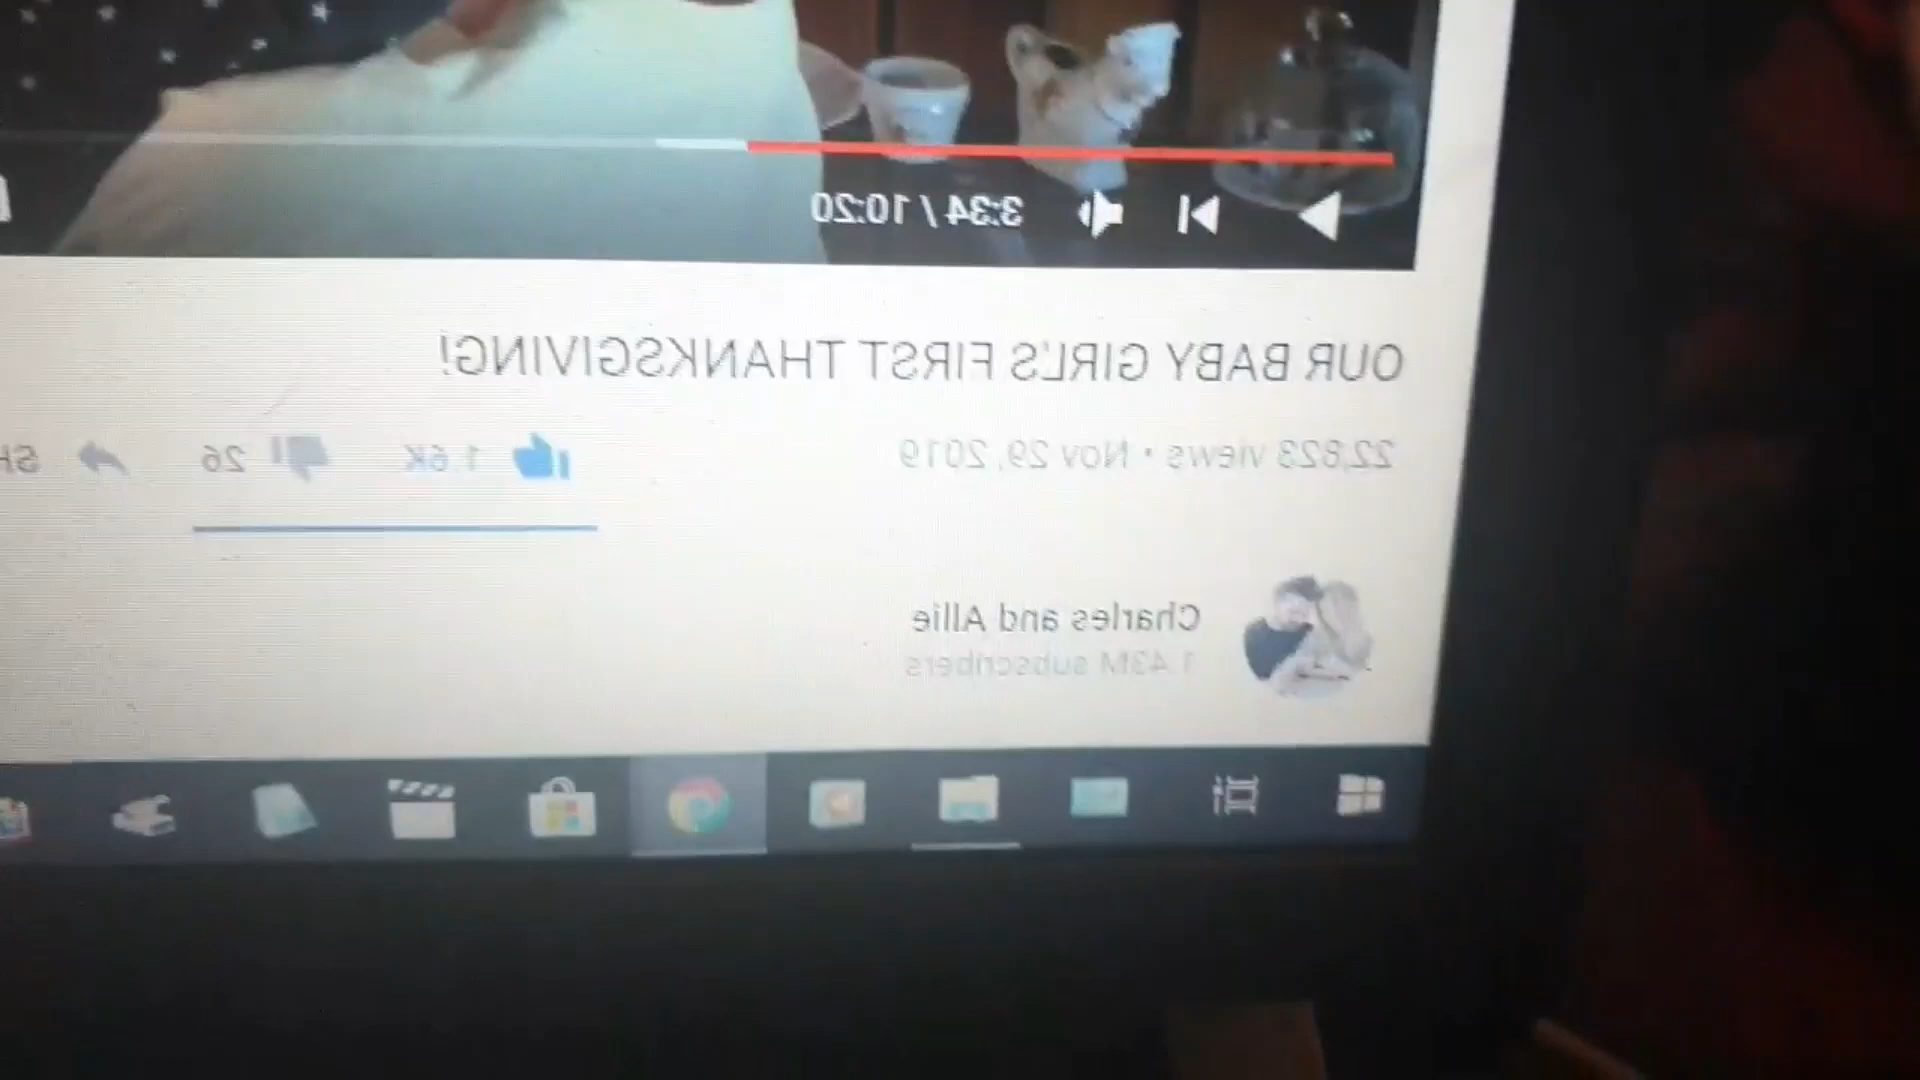 3:34 / 10:20
OUR BABY GIRL'S FIRST THANKSGIVING!
22,823 views • Nov 29, 2019
1.6K 26 SH
Charles and Allie
1.43M subscribers